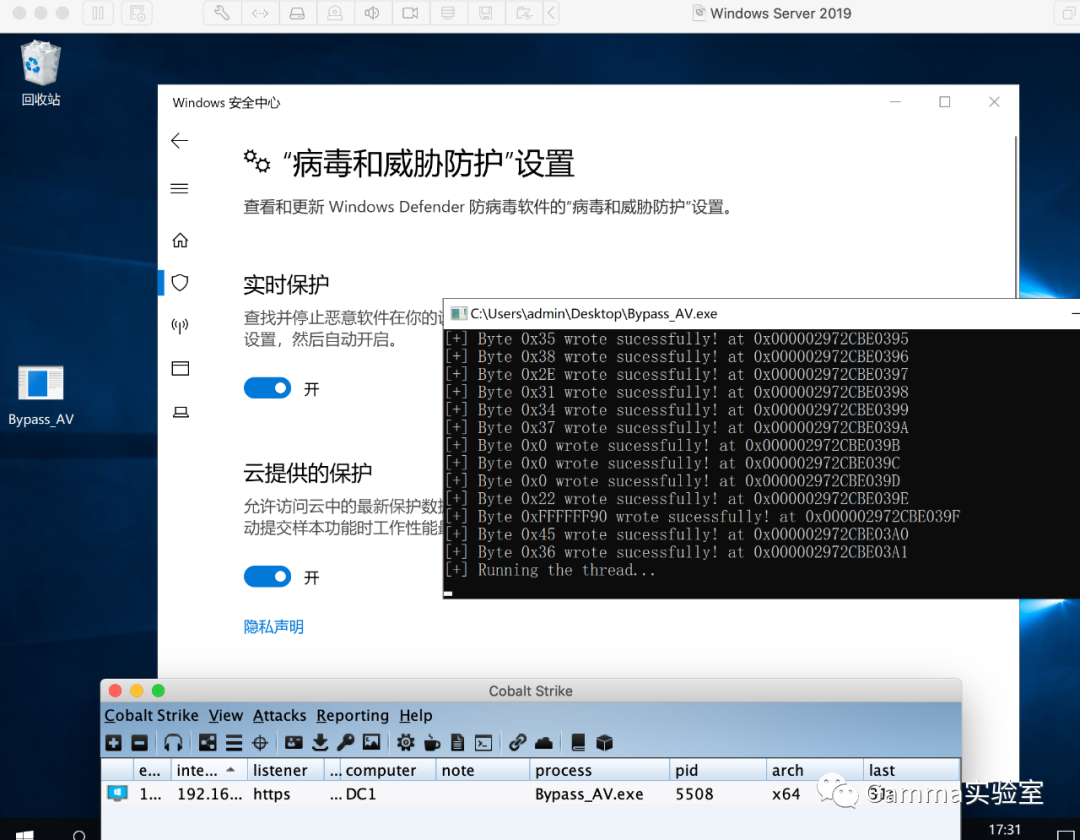 Windows Server 2019
回收站
Windows 安全中心
“病毒和威胁防护”设置
查看和更新 Windows Defender 防病毒软件的“病毒和威胁防护”设置。
实时保护
查找并停止恶意软件在你的
设置，然后自动开启。
开
Bypass_AV
云提供的保护
允许访问云中的最新保护数据
动提交样本功能时工作性能最
开
隐私声明
C:\Users\admin\Desktop\Bypass_AV.exe
[+] Byte 0x35 wrote sucessfully! at 0x000002972CBE0395
[+] Byte 0x38 wrote sucessfully! at 0x000002972CBE0396
[+] Byte 0x2E wrote sucessfully! at 0x000002972CBE0397
[+] Byte 0x31 wrote sucessfully! at 0x000002972CBE0398
[+] Byte 0x34 wrote sucessfully! at 0x000002972CBE0399
[+] Byte 0x37 wrote sucessfully! at 0x000002972CBE039A
[+] Byte 0x0 wrote sucessfully! at 0x000002972CBE039B
[+] Byte 0x0 wrote sucessfully! at 0x000002972CBE039C
[+] Byte 0x0 wrote sucessfully! at 0x000002972CBE039D
[+] Byte 0x22 wrote sucessfully! at 0x000002972CBE039E
[+] Byte 0xFFFFFF90 wrote sucessfully! at 0x000002972CBE039F
[+] Byte 0x45 wrote sucessfully! at 0x000002972CBE03A0
[+] Byte 0x36 wrote sucessfully! at 0x000002972CBE03A1
[+] Running the thread...
Cobalt Strike
Cobalt Strike View Attacks Reporting Help
e... inte... listener ... computer note process pid arch last
1... 192.16... https ... DC1 Bypass_AV.exe 5508 x64
Gamma实验室
17:31